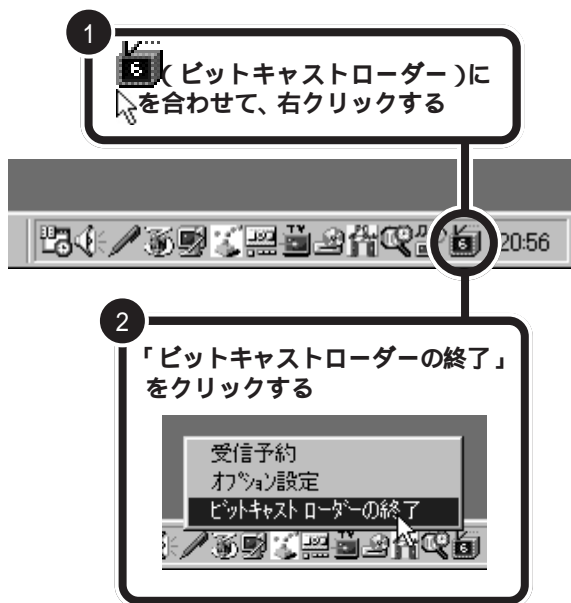 1
6 (ビットキャストローダー)に
を合わせて、右クリックする
20:56
2
「ビットキャストローダーの終了」
をクリックする
受信予約
オプション設定
ビットキャスト ローダーの終了